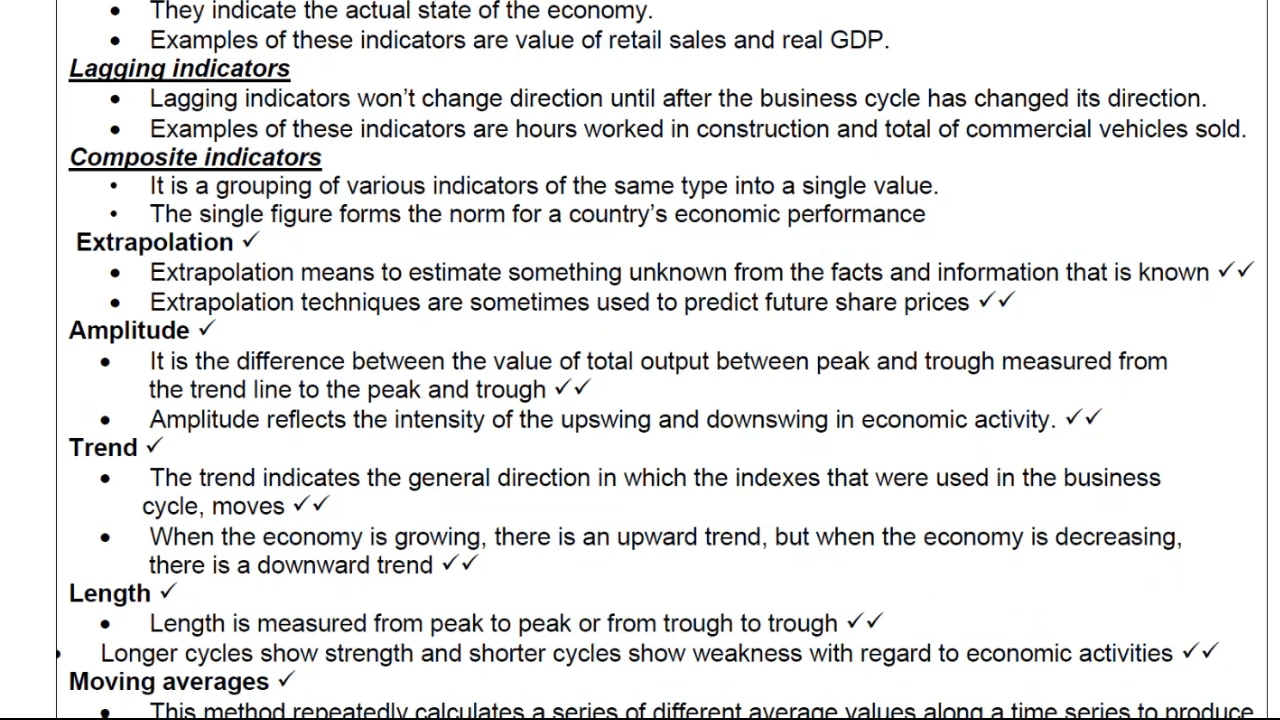 • They indicate the actual state of the economy.
• Examples of these indicators are value of retail sales and real GDP.
Lagging indicators
• Lagging indicators won’t change direction until after the business cycle has changed its direction.
• Examples of these indicators are hours worked in construction and total of commercial vehicles sold.
Composite indicators
• It is a grouping of various indicators of the same type into a single value.
• The single figure forms the norm for a country’s economic performance
Extrapolation ✓
• Extrapolation means to estimate something unknown from the facts and information that is known ✓✓
• Extrapolation techniques are sometimes used to predict future share prices ✓✓
Amplitude ✓
• It is the difference between the value of total output between peak and trough measured from
the trend line to the peak and trough ✓✓
• Amplitude reflects the intensity of the upswing and downswing in economic activity. ✓✓
Trend ✓
• The trend indicates the general direction in which the indexes that were used in the business
cycle, moves ✓✓
• When the economy is growing, there is an upward trend, but when the economy is decreasing,
there is a downward trend ✓✓
Length ✓
• Length is measured from peak to peak or from trough to trough ✓✓
• Longer cycles show strength and shorter cycles show weakness with regard to economic activities ✓✓
Moving averages ✓
• This method repeatedly calculates a series of different average values along a time series to produce